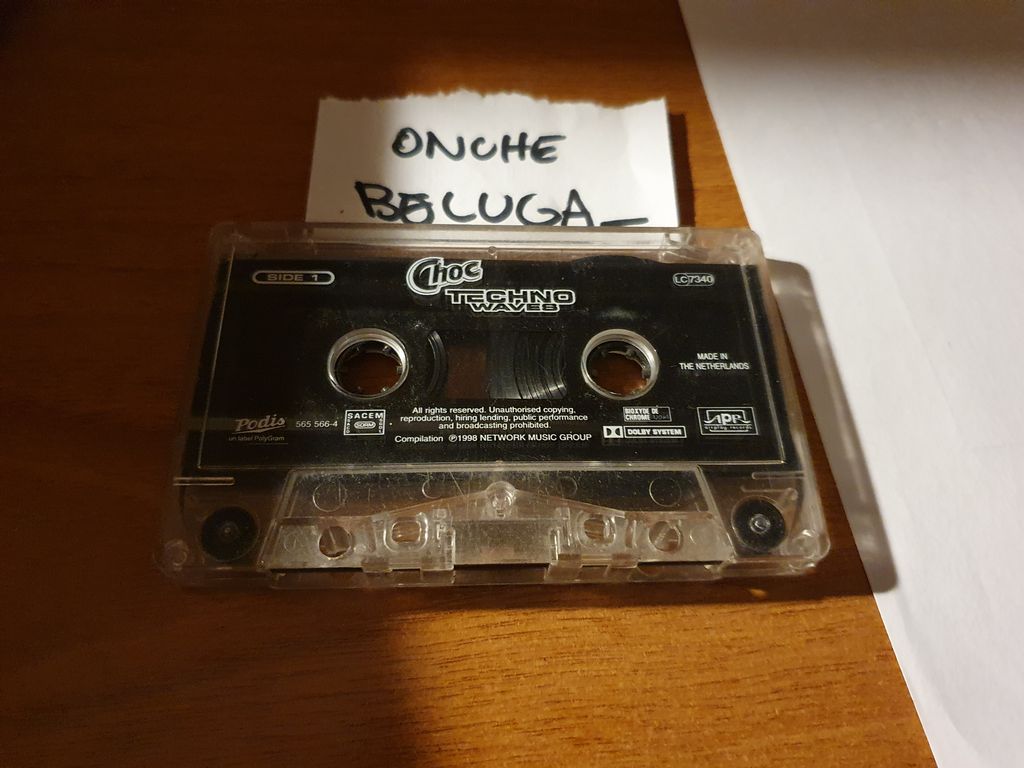 ONCHE
BELUGA_
SIDE 1
Choc
TECHNO
WAVES
LC 7340
MADE IN
THE NETHERLANDS
Podis
un label PolyGram
565 566-4
SACEM
All rights reserved. Unauthorised copying,
reproduction, hiring lending, public performance
and broadcasting prohibited.
Compilation ℗1998 NETWORK MUSIC GROUP
BIOXYDE DE
CHROME
DOLBY SYSTEM
APR